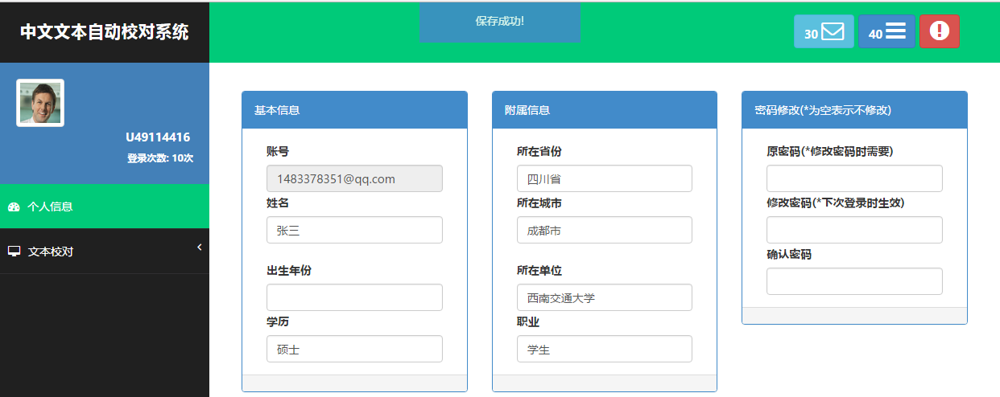 中文文本自动校对系统
保存成功!
30
40
U49114416
登录次数: 10次
个人信息
文本校对
基本信息
账号
1483378351@qq.com
姓名
张三
出生年份
学历
硕士
附属信息
所在省份
四川省
所在城市
成都市
所在单位
西南交通大学
职业
学生
密码修改(*为空表示不修改)
原密码(*修改密码时需要)
修改密码(*下次登录时生效)
确认密码